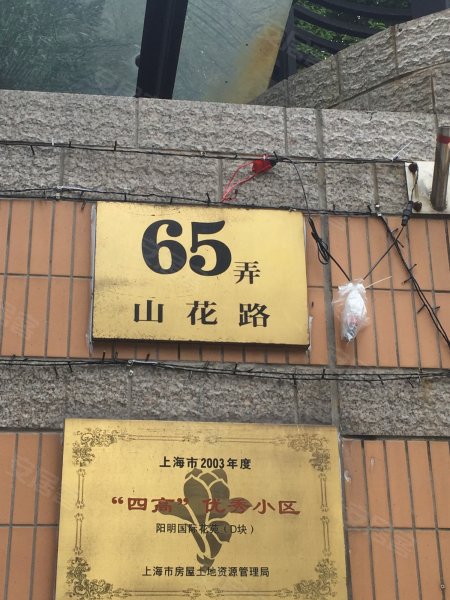 65弄
山花路
上海市2003年度
“四高”优秀小区
阳明国际花苑（D块）
上海市房屋土地资源管理局